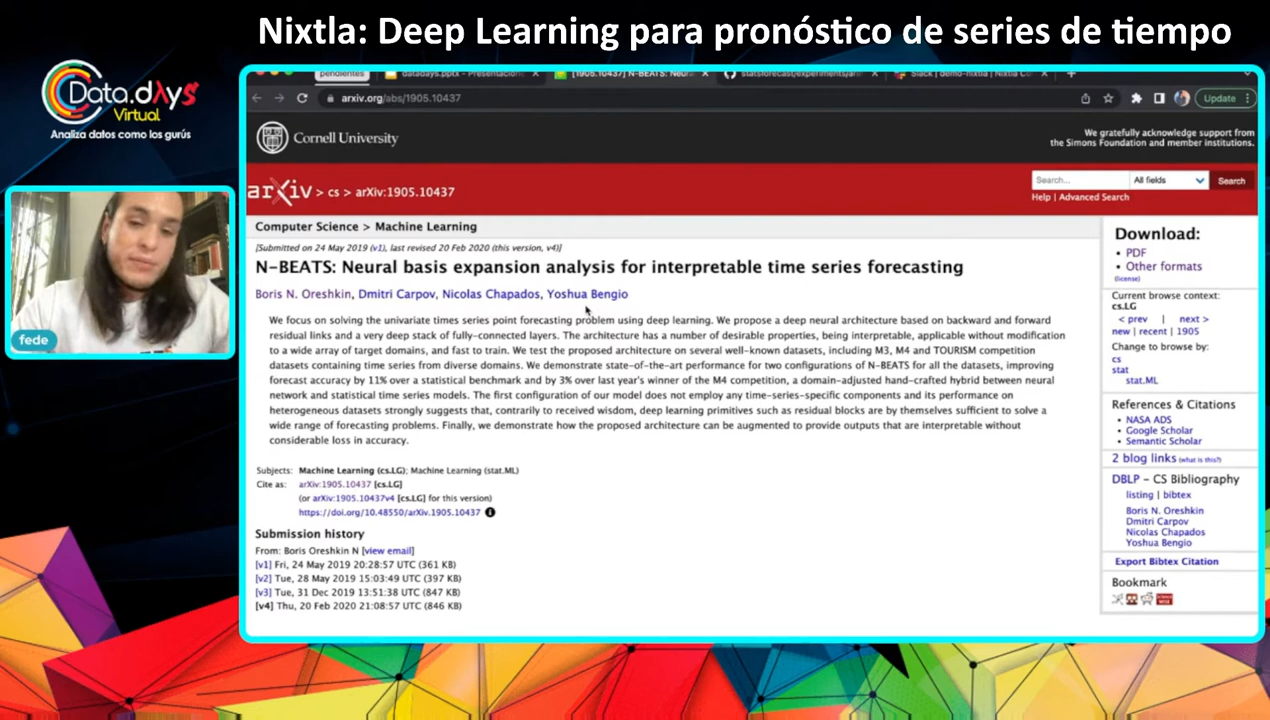 Nixtla: Deep Learning para pronóstico de series de tiempo
Data.dAys
Virtual
Analiza datos como los gurús
fede
pendientes
datadays.pptx - Presentacion
[1905.10437] N-BEATS: Neura
statsforecast/experiments/ari
Slack | demo-nixtla | Nixtla Co
arxiv.org/abs/1905.10437
Update
Cornell University
We gratefully acknowledge support from
the Simons Foundation and member institutions.
arXiv > cs > arXiv:1905.10437
Search...
All fields
Search
Help | Advanced Search
Computer Science > Machine Learning
[Submitted on 24 May 2019 (v1), last revised 20 Feb 2020 (this version, v4)]
N-BEATS: Neural basis expansion analysis for interpretable time series forecasting
Boris N. Oreshkin, Dmitri Carpov, Nicolas Chapados, Yoshua Bengio
We focus on solving the univariate times series point forecasting problem using deep learning. We propose a deep neural architecture based on backward and forward
residual links and a very deep stack of fully-connected layers. The architecture has a number of desirable properties, being interpretable, applicable without modification
to a wide array of target domains, and fast to train. We test the proposed architecture on several well-known datasets, including M3, M4 and TOURISM competition
datasets containing time series from diverse domains. We demonstrate state-of-the-art performance for two configurations of N-BEATS for all the datasets, improving
forecast accuracy by 11% over a statistical benchmark and by 3% over last year's winner of the M4 competition, a domain-adjusted hand-crafted hybrid between neural
network and statistical time series models. The first configuration of our model does not employ any time-series-specific components and its performance on
heterogeneous datasets strongly suggests that, contrarily to received wisdom, deep learning primitives such as residual blocks are by themselves sufficient to solve a
wide range of forecasting problems. Finally, we demonstrate how the proposed architecture can be augmented to provide outputs that are interpretable without
considerable loss in accuracy.
Subjects: Machine Learning (cs.LG); Machine Learning (stat.ML)
Cite as: arXiv:1905.10437 [cs.LG]
(or arXiv:1905.10437v4 [cs.LG] for this version)
https://doi.org/10.48550/arXiv.1905.10437
Submission history
From: Boris Oreshkin N [view email]
[v1] Fri, 24 May 2019 20:28:57 UTC (361 KB)
[v2] Tue, 28 May 2019 15:03:49 UTC (397 KB)
[v3] Tue, 31 Dec 2019 13:51:38 UTC (847 KB)
[v4] Thu, 20 Feb 2020 21:08:57 UTC (846 KB)
Download:
PDF
Other formats
(license)
Current browse context:
cs.LG
< prev | next >
new | recent | 1905
Change to browse by:
cs
stat
stat.ML
References & Citations
NASA ADS
Google Scholar
Semantic Scholar
2 blog links (what is this?)
DBLP - CS Bibliography
listing | bibtex
Boris N. Oreshkin
Dmitri Carpov
Nicolas Chapados
Yoshua Bengio
Export Bibtex Citation
Bookmark